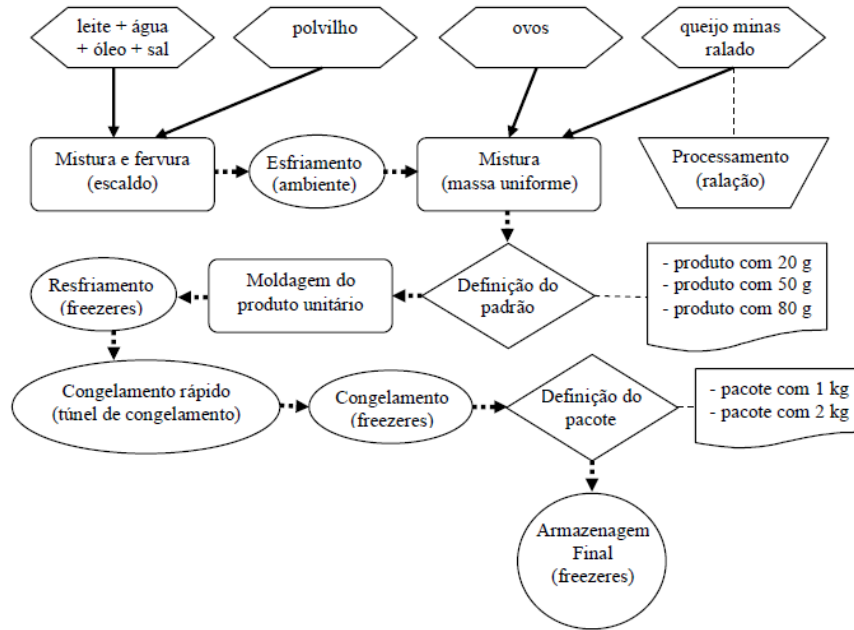 leite + água
+ óleo + sal
polvilho
ovos
queijo minas
ralado
Mistura e fervura
(escaldo)
Esfriamento
(ambiente)
Mistura
(massa uniforme)
Processamento
(ralação)
Resfriamento
(freezeres)
Moldagem do
produto unitário
Definição do
padrão
- produto com 20 g
- produto com 50 g
- produto com 80 g
Congelamento rápido
(túnel de congelamento)
Congelamento
(freezeres)
Definição do
pacote
- pacote com 1 kg
- pacote com 2 kg
Armazenagem
Final
(freezeres)